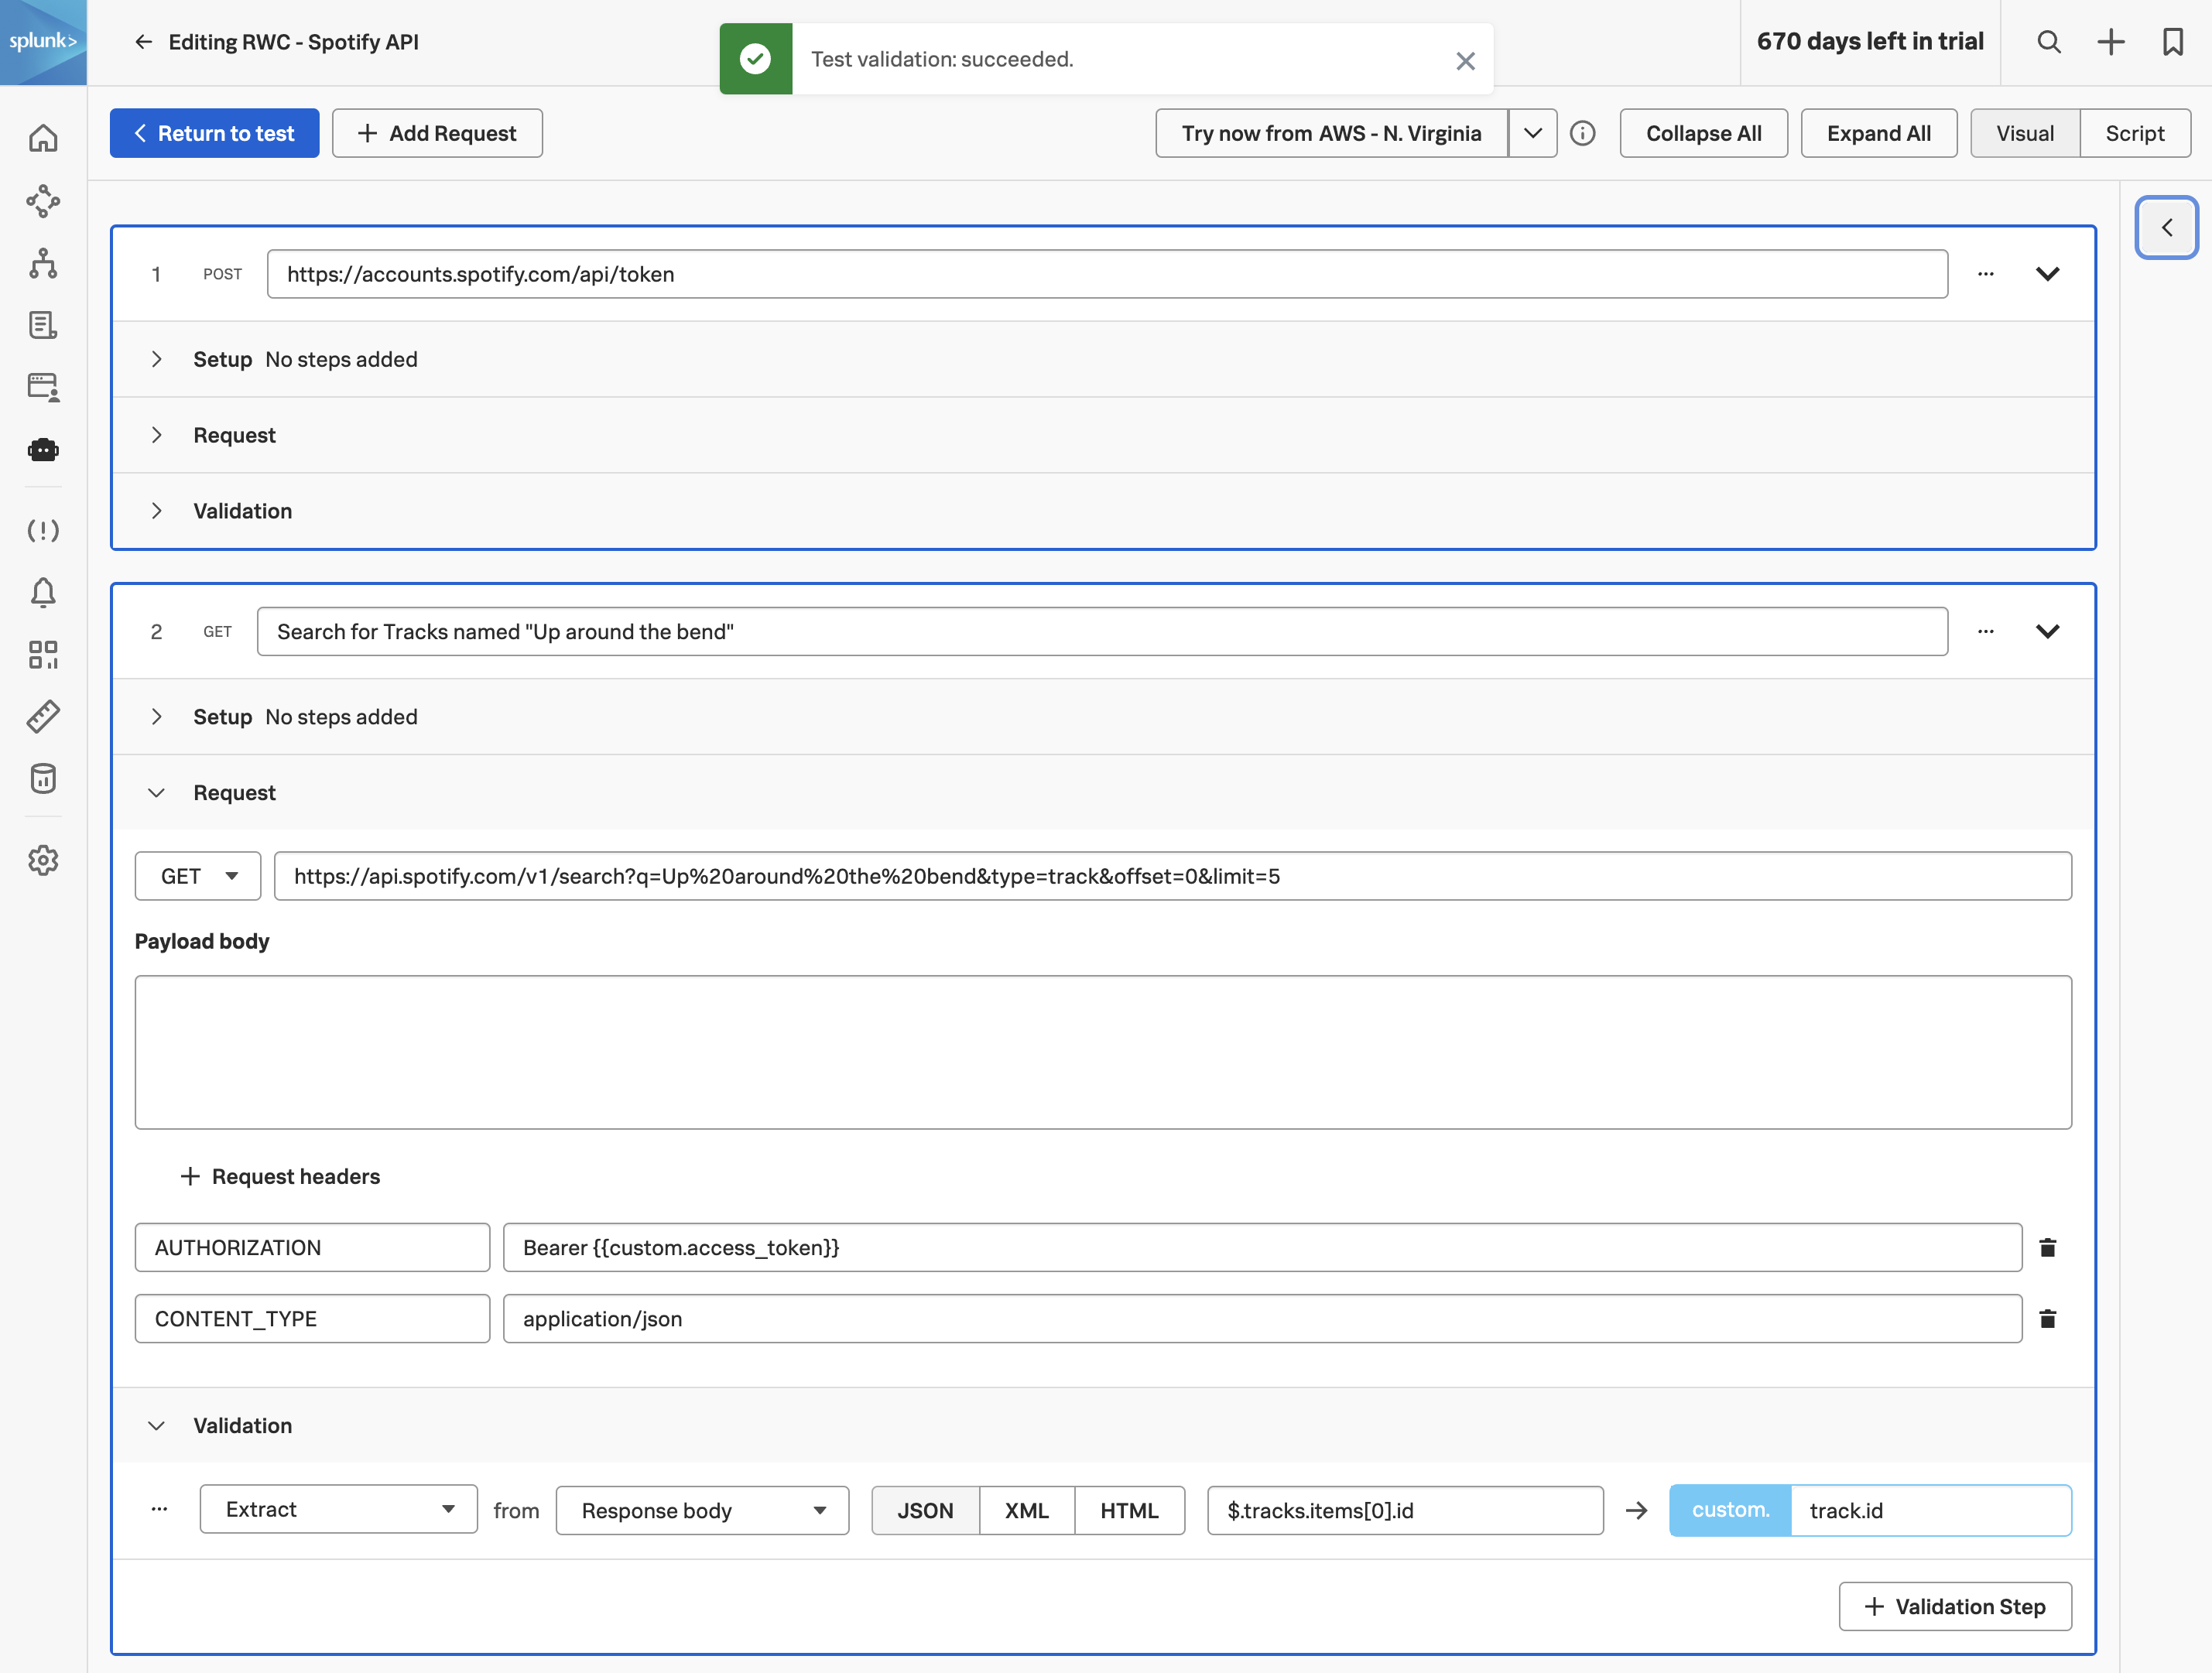 splunk>
Editing RWC - Spotify API
Test validation: succeeded.
670 days left in trial
Return to test
Add Request
Try now from AWS - N. Virginia
Collapse All
Expand All
Visual
Script
1 POST https://accounts.spotify.com/api/token
Setup No steps added
Request
Validation
2 GET Search for Tracks named "Up around the bend"
Setup No steps added
Request
GET https://api.spotify.com/v1/search?q=Up%20around%20the%20bend&type=track&offset=0&limit=5
Payload body
Request headers
AUTHORIZATION Bearer {{custom.access_token}}
CONTENT_TYPE application/json
Validation
Extract from Response body JSON XML HTML $.tracks.items[0].id custom. track.id
Validation Step